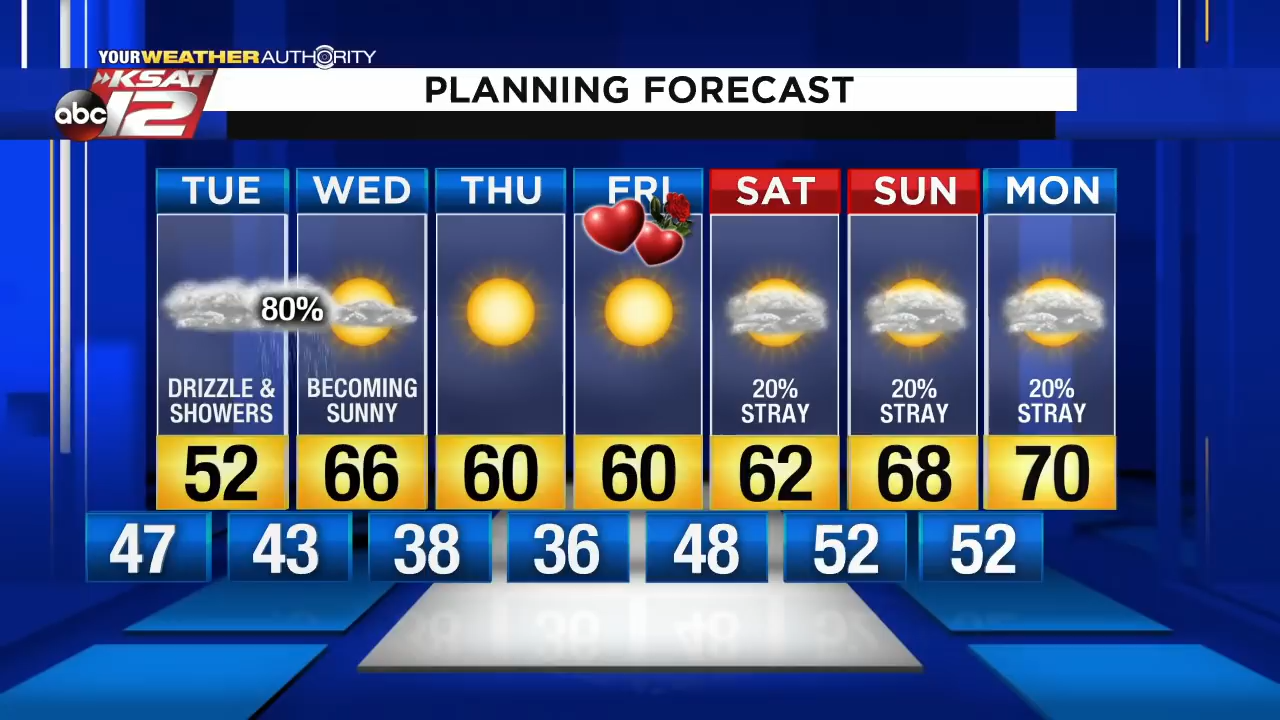 YOURWEATHERAUTHORITY
KSAT
abc 12
PLANNING FORECAST
TUE WED THU FRI SAT SUN MON
80%
DRIZZLE & SHOWERS
BECOMING SUNNY
20% STRAY
20% STRAY
20% STRAY
52 66 60 60 62 68 70
47 43 38 36 48 52 52